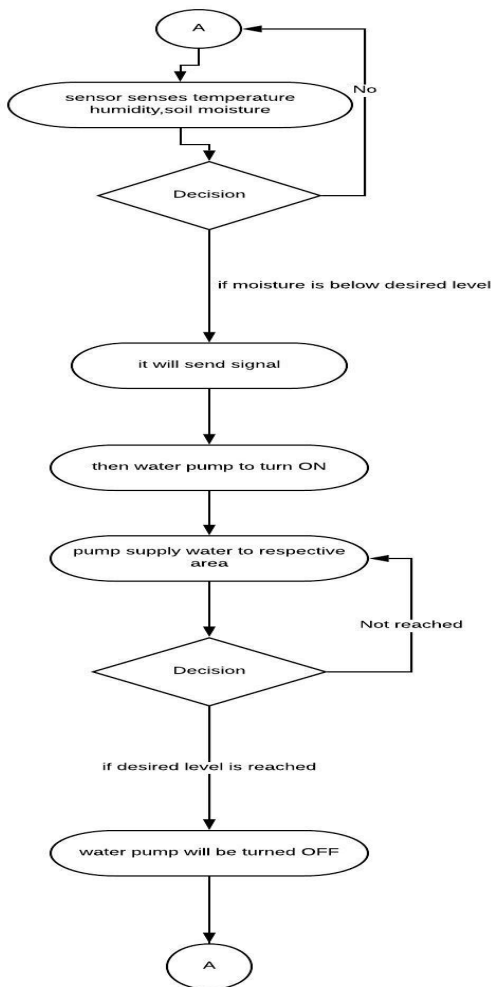 A
sensor senses temperature
humidity,soil moisture
No
Decision
if moisture is below desired level
it will send signal
then water pump to turn ON
pump supply water to respective
area
Not reached
Decision
if desired level is reached
water pump will be turned OFF
A